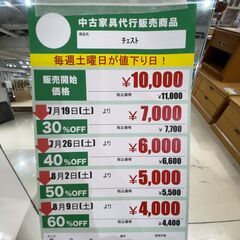 中古家具代行販売商品
商品名
チェスト
毎週土曜日が値下り日！
販売開始価格
¥10,000
税込価格
¥11,000
7月19日(土) より
30%OFF
¥7,000
税込価格
¥ 7,700
7月26日(土) より
40%OFF
¥6,000
税込価格
¥6,600
8月2日(土) より
50%OFF
¥5,000
税込価格
¥5,500
8月9日(土) より
60%OFF
¥4,000
税込価格
¥4,400
サイズ